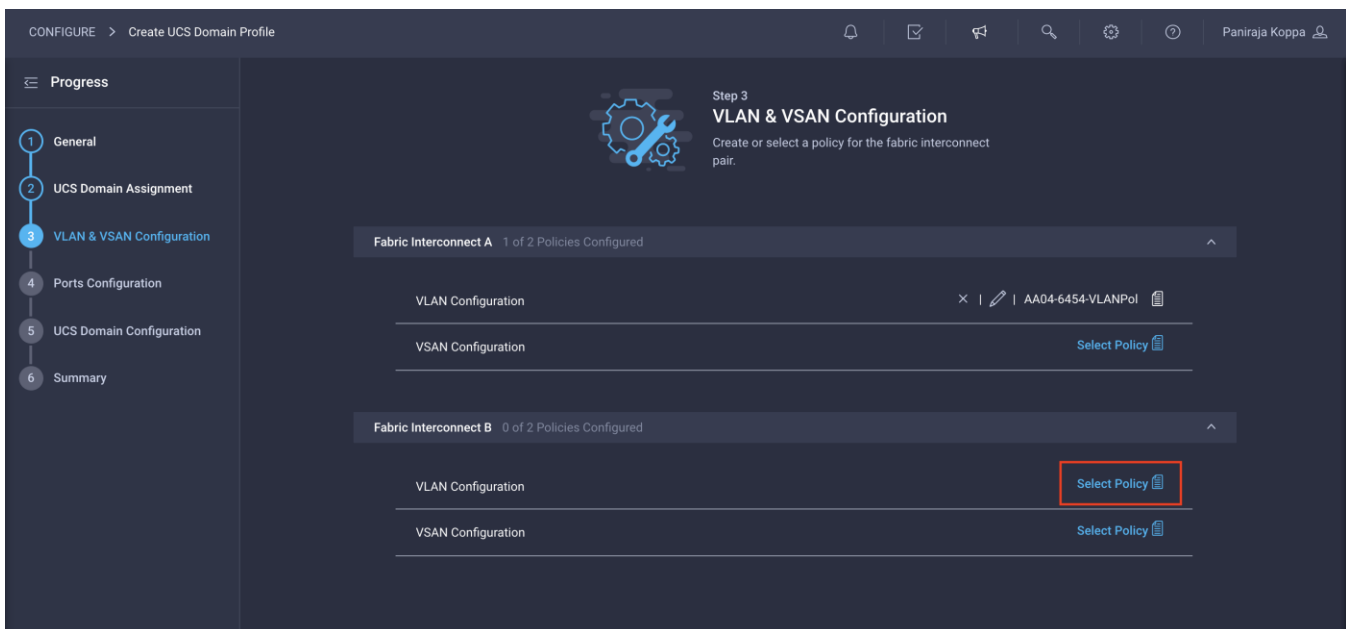 CONFIGURE > Create UCS Domain Profile
Paniraja Koppa
Progress
1 General
2 UCS Domain Assignment
3 VLAN & VSAN Configuration
4 Ports Configuration
5 UCS Domain Configuration
6 Summary
Step 3
VLAN & VSAN Configuration
Create or select a policy for the fabric interconnect
pair.
Fabric Interconnect A 1 of 2 Policies Configured
VLAN Configuration × | | AA04-6454-VLANPol
VSAN Configuration Select Policy
Fabric Interconnect B 0 of 2 Policies Configured
VLAN Configuration Select Policy
VSAN Configuration Select Policy